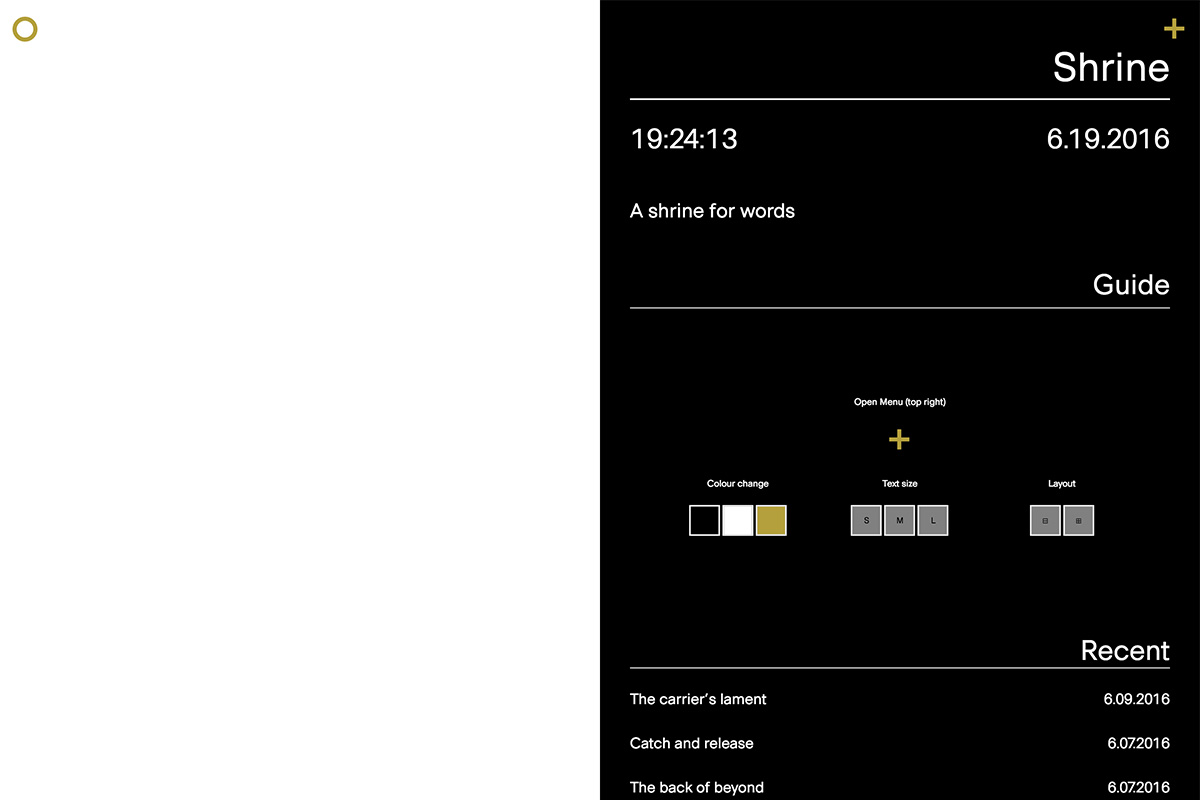 Shrine
19:24:13 6.19.2016
A shrine for words
Guide
Open Menu (top right)
Colour change Text size Layout
S M L
Recent
The carrier’s lament 6.09.2016
Catch and release 6.07.2016
The back of beyond 6.07.2016